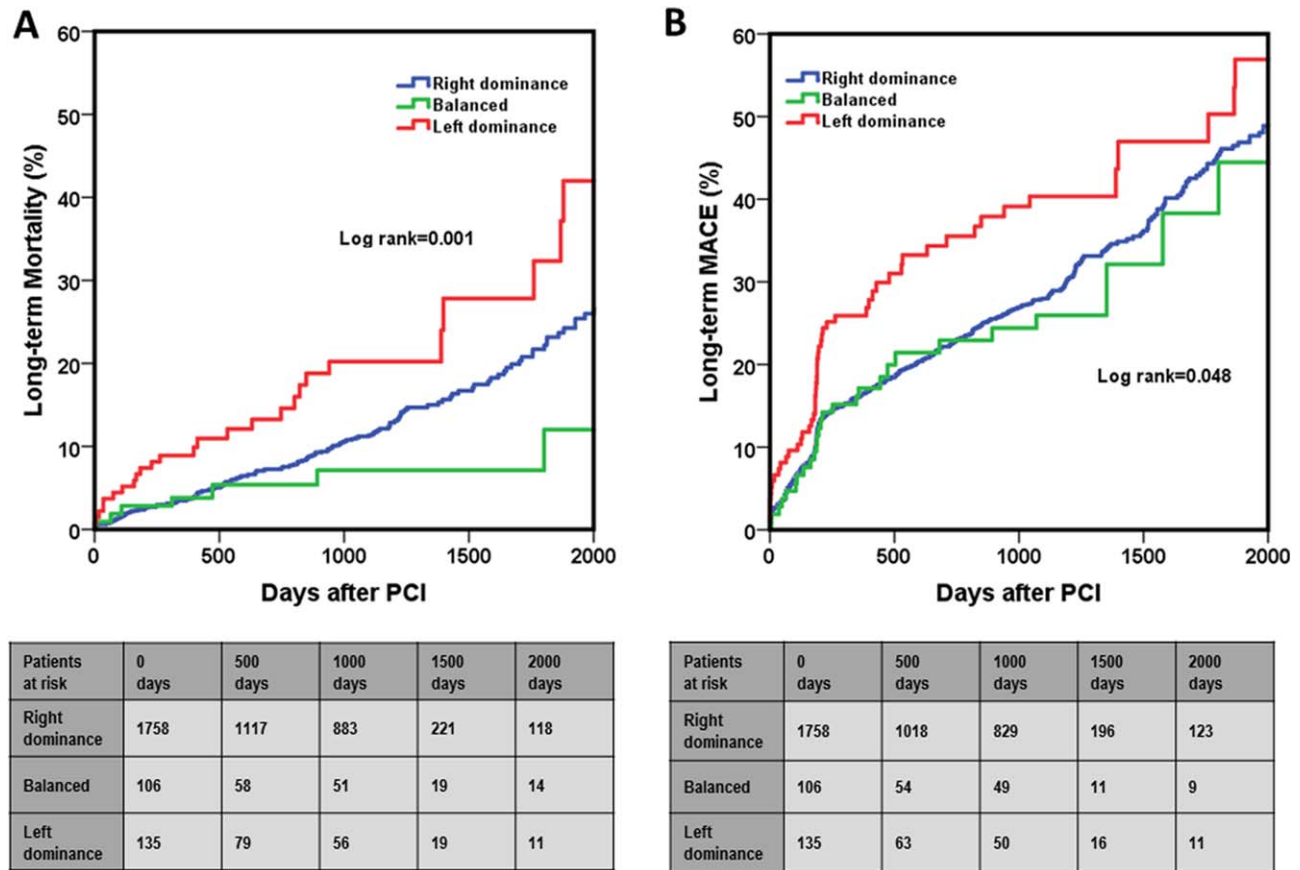 A
60
50
40
30
20
10
0
Long-term Mortality (%)
Right dominance
Balanced
Left dominance
Log rank=0.001
0 500 1000 1500 2000
Days after PCI
Patients at risk 0 days 500 days 1000 days 1500 days 2000 days
Right dominance 1758 1117 883 221 118
Balanced 106 58 51 19 14
Left dominance 135 79 56 19 11
B
60
50
40
30
20
10
0
Long-term MACE (%)
Right dominance
Balanced
Left dominance
Log rank=0.048
0 500 1000 1500 2000
Days after PCI
Patients at risk 0 days 500 days 1000 days 1500 days 2000 days
Right dominance 1758 1018 829 196 123
Balanced 106 54 49 11 9
Left dominance 135 63 50 16 11